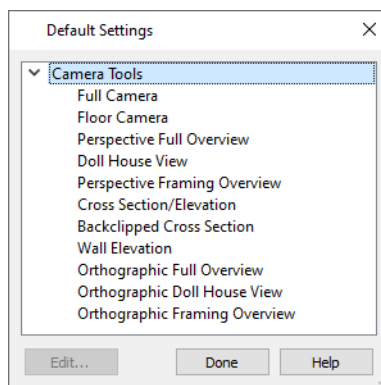 Default Settings
Camera Tools
Full Camera
Floor Camera
Perspective Full Overview
Doll House View
Perspective Framing Overview
Cross Section/Elevation
Backclipped Cross Section
Wall Elevation
Orthographic Full Overview
Orthographic Doll House View
Orthographic Framing Overview
Edit... Done Help